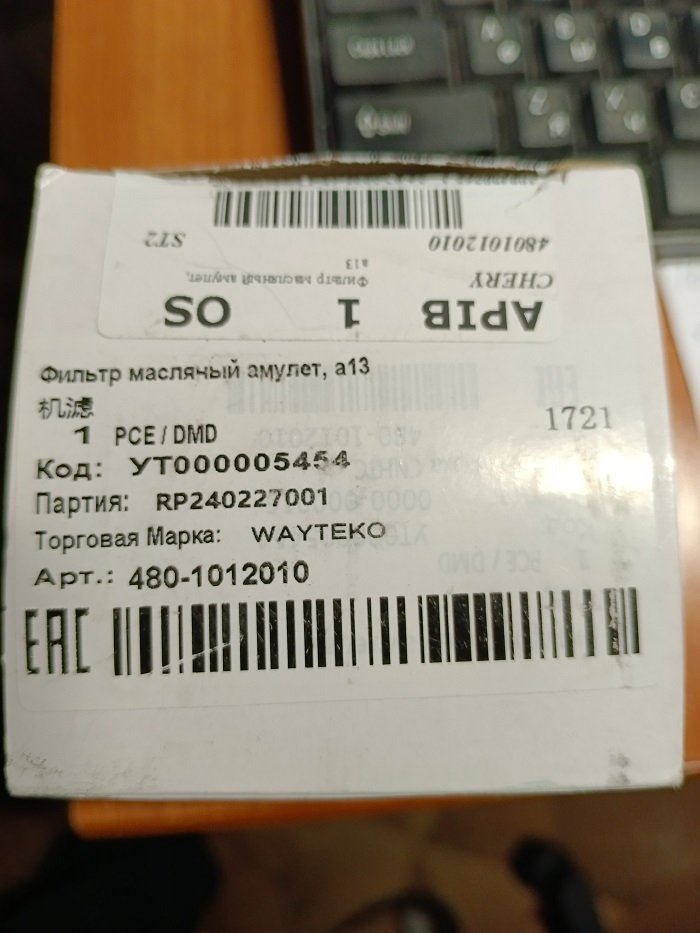 4801012010 ST2
CHERY
Фильтр масляный амулет,
a13
APIB 1 OS
Фильтр масляный амулет, а13
机滤
1 PCE / DMD
1721
Код: УТ000005454
Партия: RP240227001
Торговая Марка: WAYTEKO
Арт.: 480-1012010
EAC